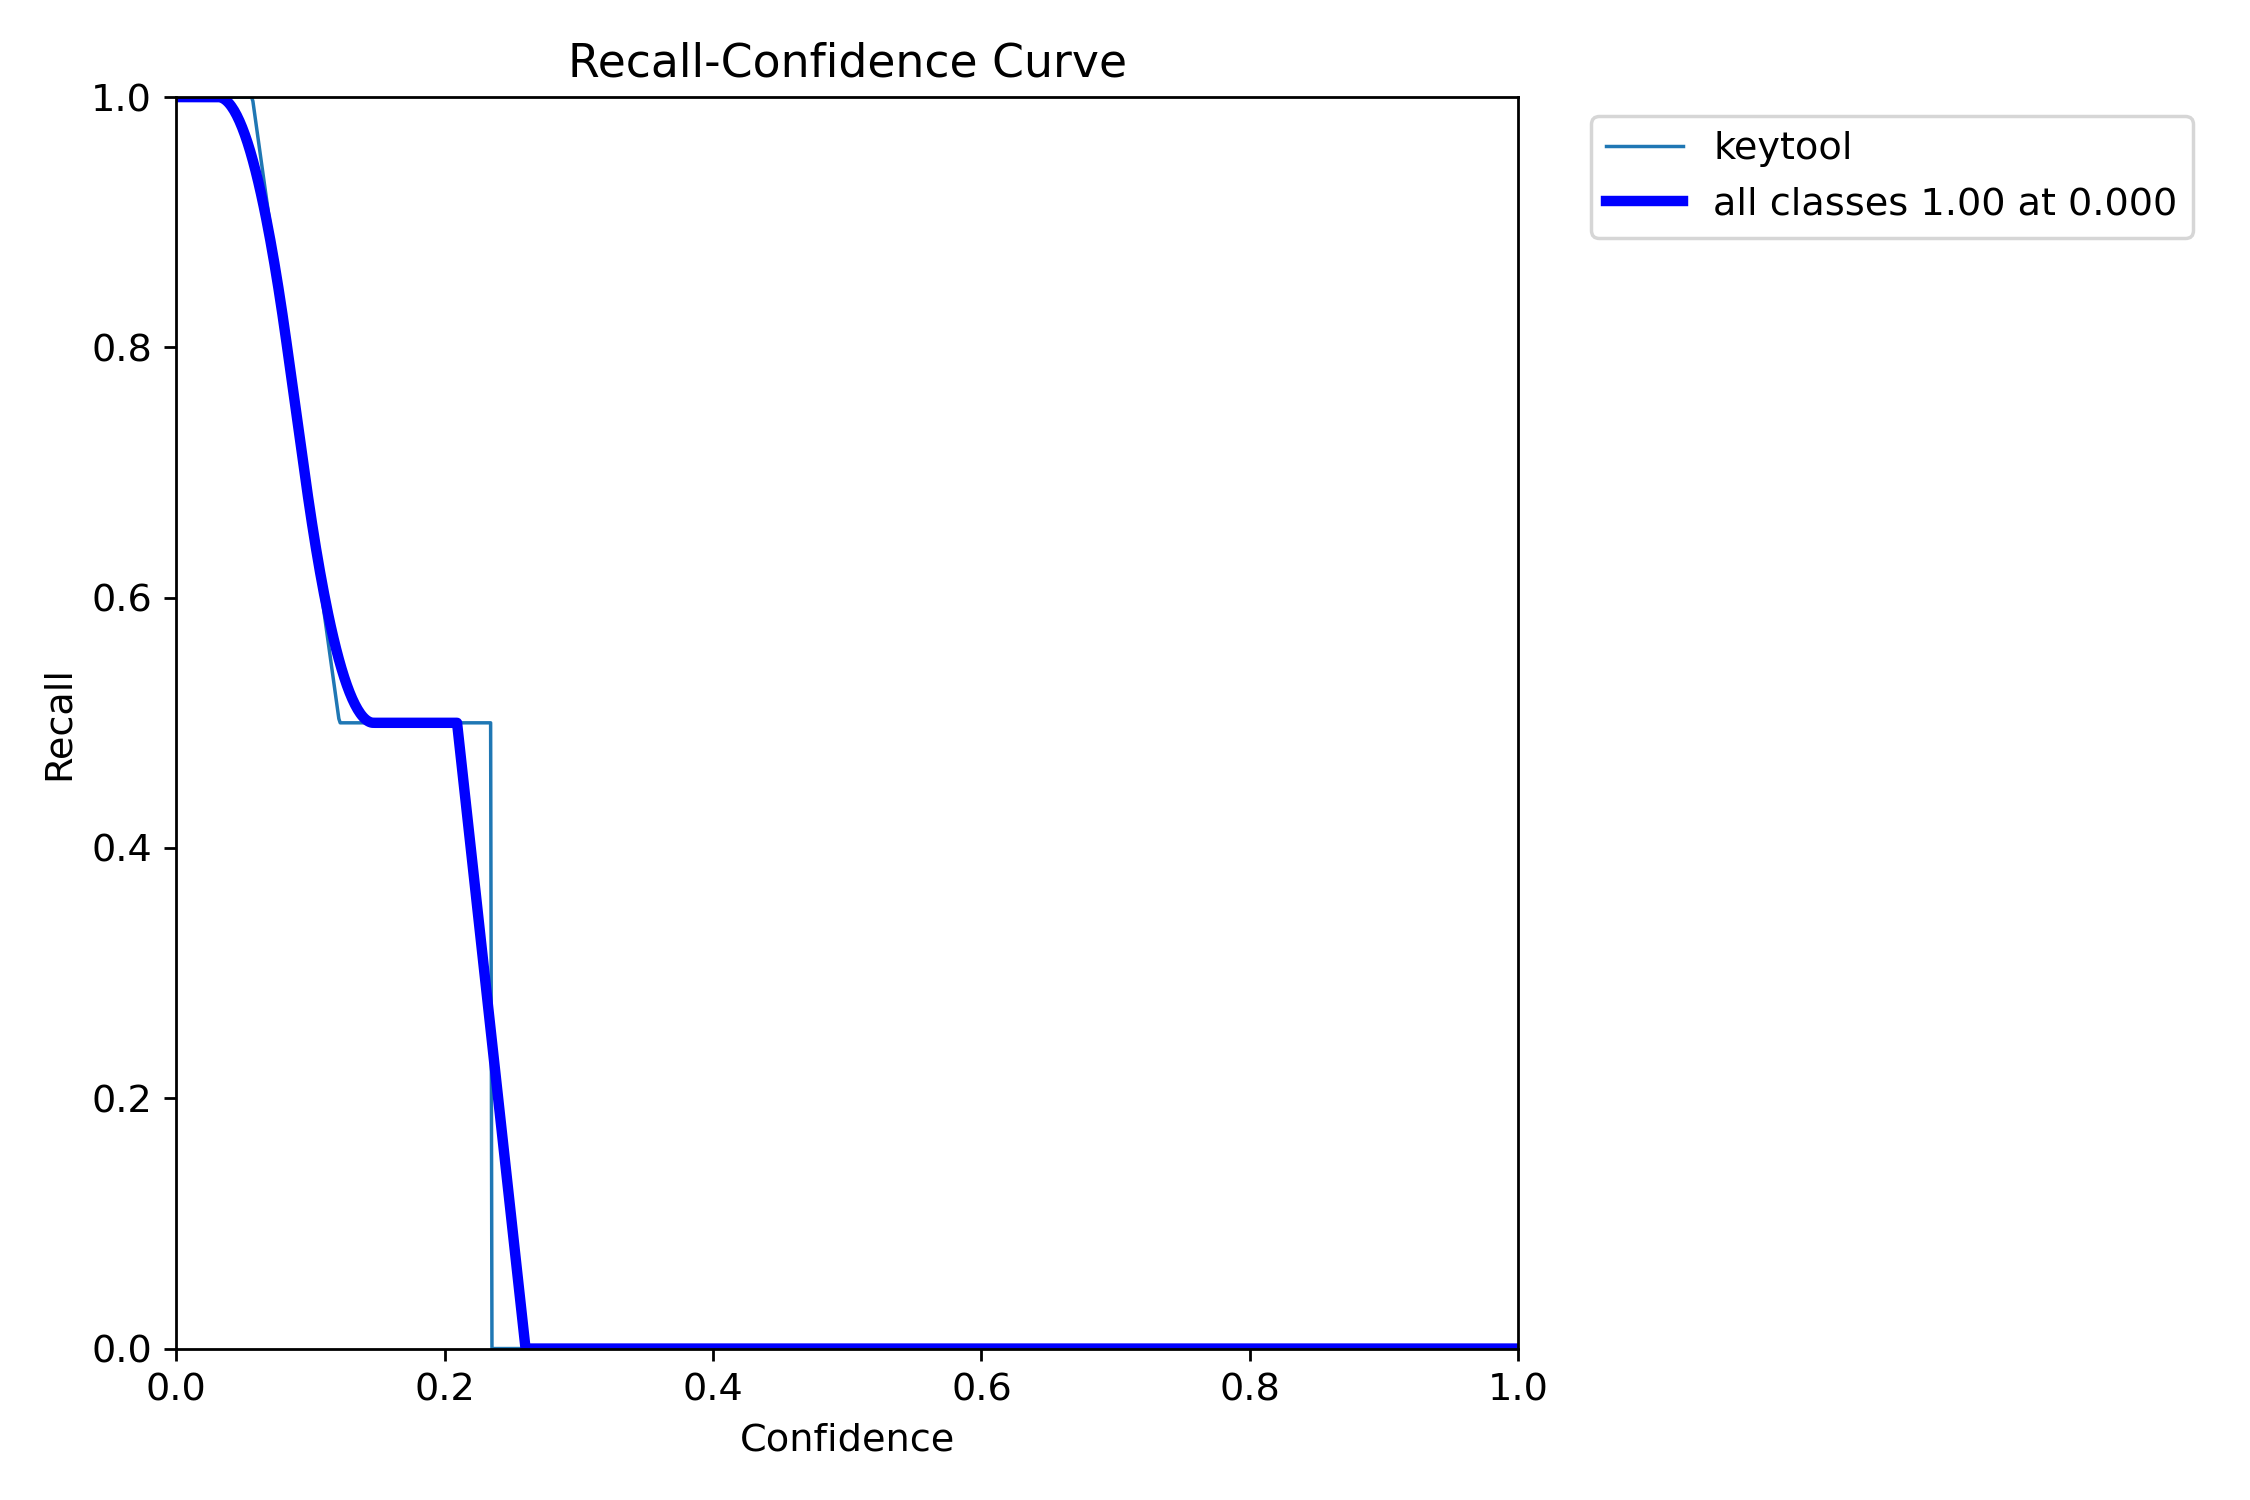 Recall-Confidence Curve
1.0
0.8
0.6
0.4
0.2
0.0
Recall
0.0 0.2 0.4 0.6 0.8 1.0
Confidence
keytool
all classes 1.00 at 0.000